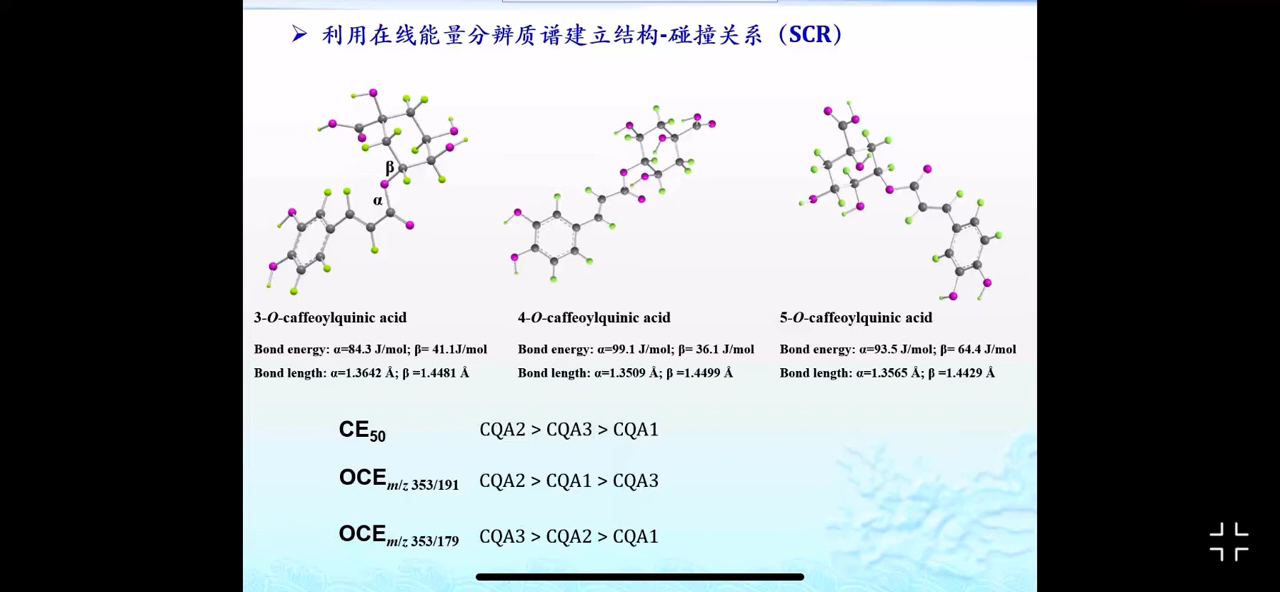 ➢ 利用在线能量分辨质谱建立结构-碰撞关系（SCR）
β
α
3-O-caffeoylquinic acid
4-O-caffeoylquinic acid
5-O-caffeoylquinic acid
Bond energy: α=84.3 J/mol; β= 41.1J/mol
Bond energy: α=99.1 J/mol; β= 36.1 J/mol
Bond energy: α=93.5 J/mol; β= 64.4 J/mol
Bond length: α=1.3642 Å; β =1.4481 Å
Bond length: α=1.3509 Å; β =1.4499 Å
Bond length: α=1.3565 Å; β =1.4429 Å
CE50 CQA2 > CQA3 > CQA1
OCEm/z 353/191 CQA2 > CQA1 > CQA3
OCEm/z 353/179 CQA3 > CQA2 > CQA1